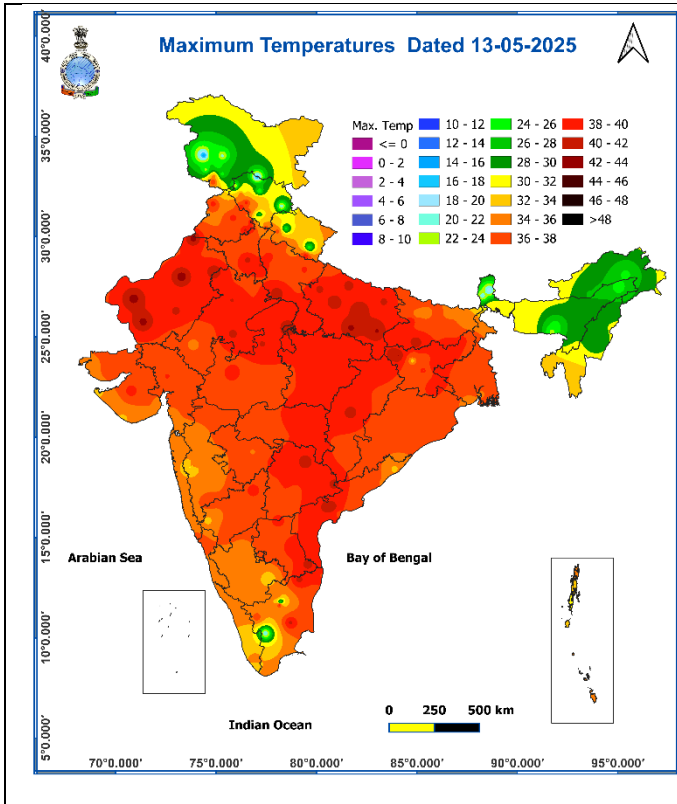 Maximum Temperatures Dated 13-05-2025
Max. Temp
<= 0
0 - 2
2 - 4
4 - 6
6 - 8
8 - 10
10 - 12
12 - 14
14 - 16
16 - 18
18 - 20
20 - 22
22 - 24
24 - 26
26 - 28
28 - 30
30 - 32
32 - 34
34 - 36
36 - 38
38 - 40
40 - 42
42 - 44
44 - 46
46 - 48
>48
40°0.000'
35°0.000'
30°0.000'
25°0.000'
20°0.000'
15°0.000'
10°0.000'
5°0.000'
Arabian Sea
Bay of Bengal
Indian Ocean
0 250 500 km
70°0.000' 75°0.000' 80°0.000' 85°0.000' 90°0.000' 95°0.000'